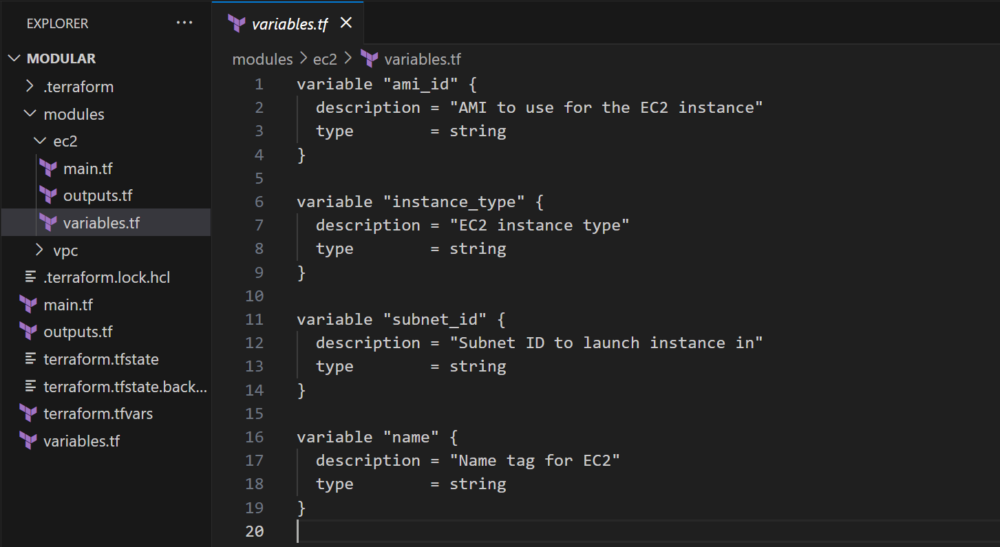 EXPLORER ...
MODULAR
.terraform
modules
ec2
main.tf
outputs.tf
variables.tf
vpc
.terraform.lock.hcl
main.tf
outputs.tf
terraform.tfstate
terraform.tfstate.back...
terraform.tfvars
variables.tf
variables.tf
modules > ec2 > variables.tf
1 variable "ami_id" {
2   description = "AMI to use for the EC2 instance"
3   type        = string
4 }
5
6 variable "instance_type" {
7   description = "EC2 instance type"
8   type        = string
9 }
10
11 variable "subnet_id" {
12   description = "Subnet ID to launch instance in"
13   type        = string
14 }
15
16 variable "name" {
17   description = "Name tag for EC2"
18   type        = string
19 }
20